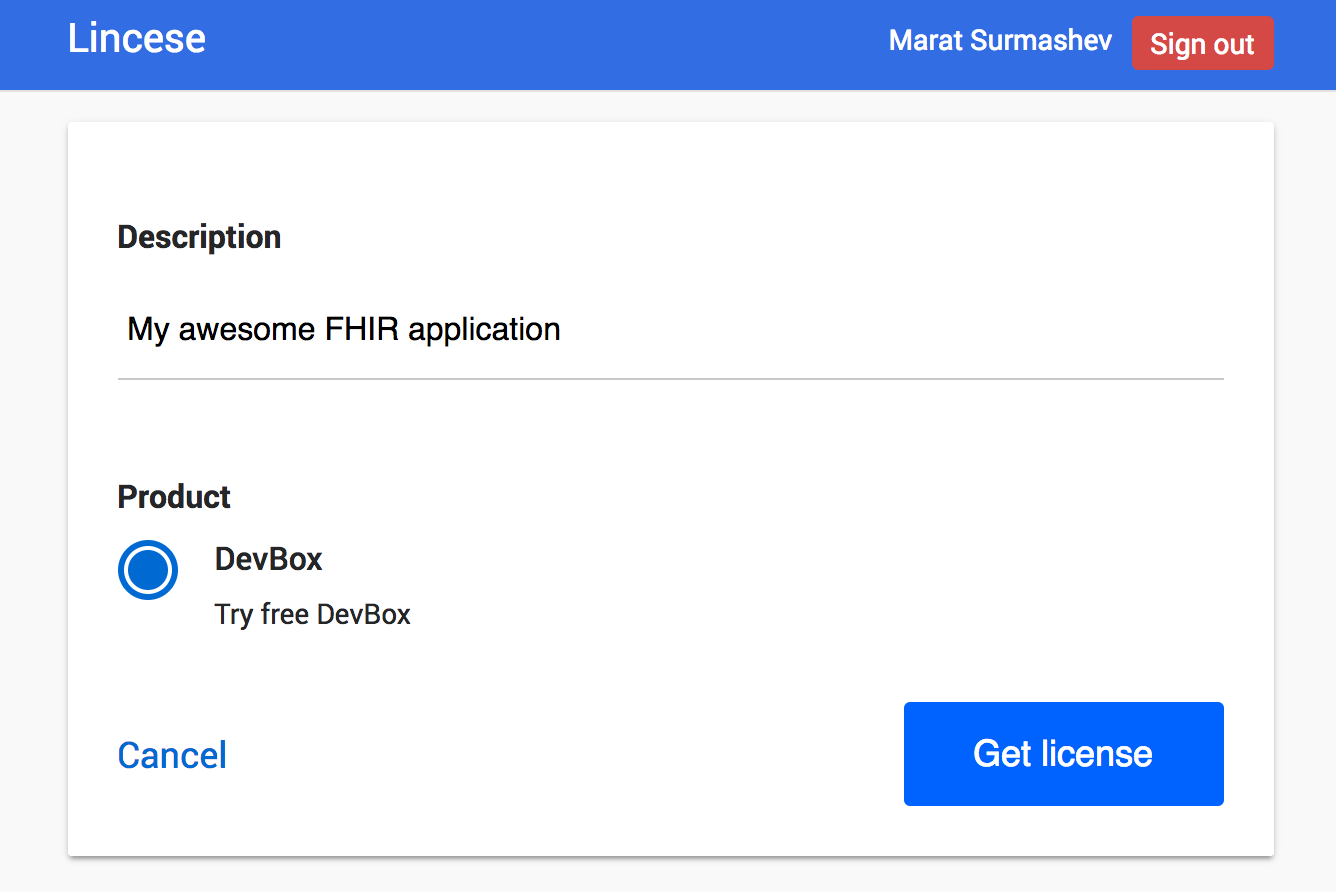 Lincese
Marat Surmashev
Sign out
Description
My awesome FHIR application
Product
DevBox
Try free DevBox
Cancel
Get license